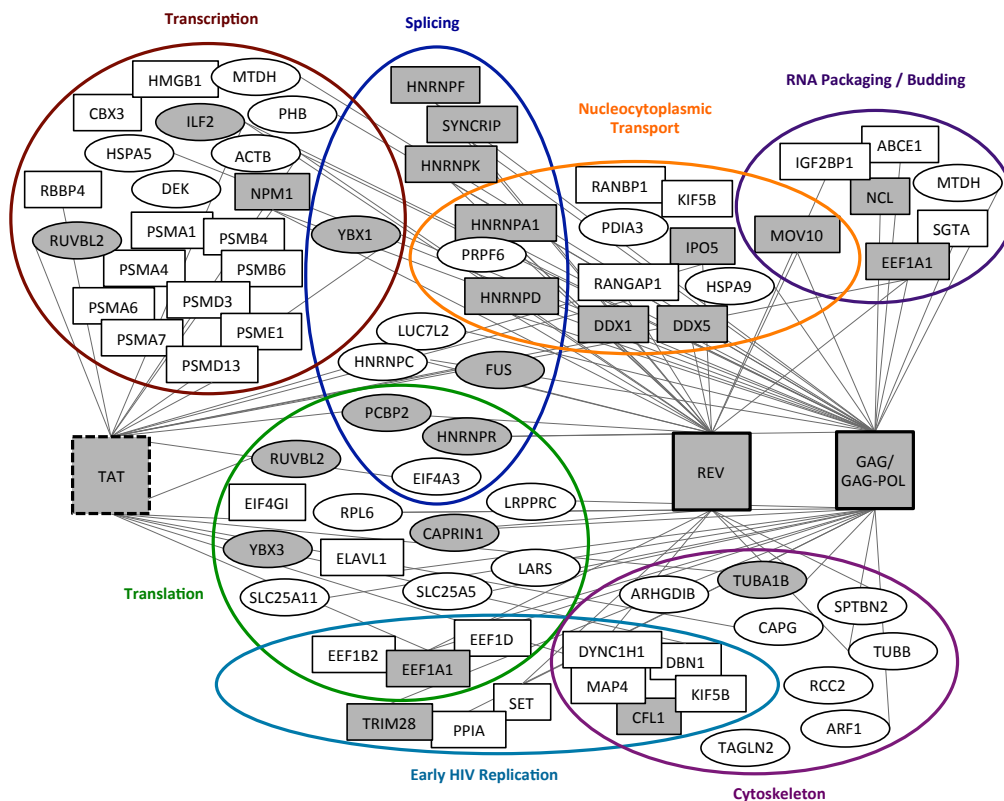 Transcription
Splicing
RNA Packaging / Budding
Nucleocytoplasmic
Transport
HMGB1
MTDH
CBX3
ILF2
PHB
HSPA5
ACTB
RBBP4
DEK
NPM1
RUVBL2
PSMA1
PSMB4
PSMA4
PSMB6
PSMA6
PSMD3
PSMA7
PSME1
PSMD13
YBX1
HNRNPF
SYNCRIP
HNRNPK
HNRNPA1
PRPF6
HNRNPD
LUC7L2
HNRNPC
FUS
RANBP1
KIF5B
PDIA3
IPO5
RANGAP1
HSPA9
DDX1
DDX5
MOV10
IGF2BP1
ABCE1
NCL
MTDH
SGTA
EEF1A1
PCBP2
HNRNPR
RUVBL2
EIF4A3
TAT
REV
GAG/
GAG-POL
EIF4GI
RPL6
LRPPRC
CAPRIN1
YBX3
ELAVL1
LARS
SLC25A11
SLC25A5
Translation
EEF1D
EEF1B2
EEF1A1
TRIM28
PPIA
SET
ARHGDIB
TUBA1B
SPTBN2
CAPG
TUBB
DYNC1H1
DBN1
MAP4
KIF5B
CFL1
RCC2
ARF1
TAGLN2
Early HIV Replication
Cytoskeleton